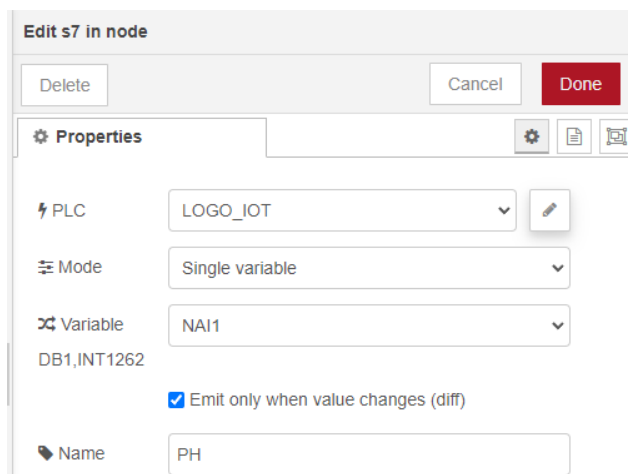 Edit s7 in node
Delete Cancel Done
Properties
PLC LOGO_IOT
Mode Single variable
Variable NAI1
DB1,INT1262
Emit only when value changes (diff)
Name PH